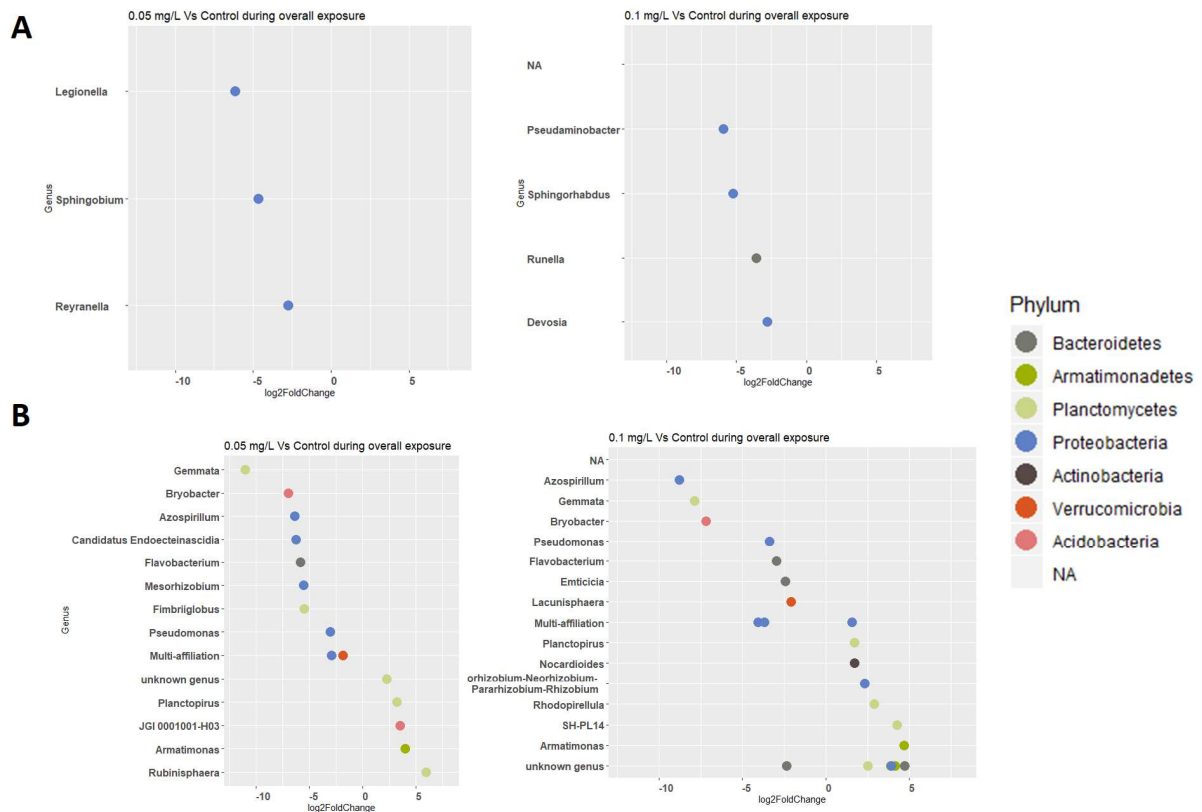 A
0.05 mg/L Vs Control during overall exposure
Genus
Legionella
Sphingobium
Reyranella
-10 -5 0 5
log2FoldChange
0.1 mg/L Vs Control during overall exposure
Genus
NA
Pseudaminobacter
Sphingorhabdus
Runella
Devosia
-10 -5 0 5
log2FoldChange
B
0.05 mg/L Vs Control during overall exposure
Genus
Gemmata
Bryobacter
Azospirillum
Candidatus Endoecteinascidia
Flavobacterium
Mesorhizobium
Fimbriiglobus
Pseudomonas
Multi-affiliation
unknown genus
Planctopirus
JGI 0001001-H03
Armatimonas
Rubinisphaera
-10 -5 0 5
log2FoldChange
0.1 mg/L Vs Control during overall exposure
NA
Azospirillum
Gemmata
Bryobacter
Pseudomonas
Flavobacterium
Emticicia
Lacunisphaera
Multi-affiliation
Planctopirus
Nocardioides
orhizobium-Neorhizobium-
Pararhizobium-Rhizobium
Rhodopirellula
SH-PL14
Armatimonas
unknown genus
-10 -5 0 5
log2FoldChange
Phylum
Bacteroidetes
Armatimonadetes
Planctomycetes
Proteobacteria
Actinobacteria
Verrucomicrobia
Acidobacteria
NA